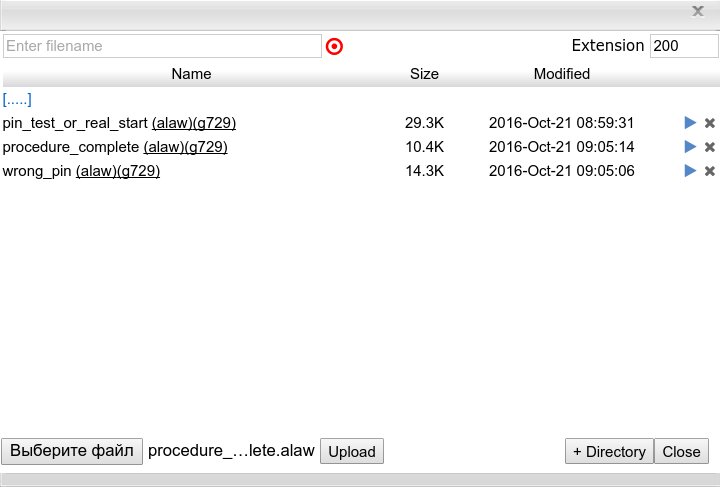 Enter filename Extension 200
Name Size Modified
[.....]
pin_test_or_real_start (alaw)(g729) 29.3K 2016-Oct-21 08:59:31
procedure_complete (alaw)(g729) 10.4K 2016-Oct-21 09:05:14
wrong_pin (alaw)(g729) 14.3K 2016-Oct-21 09:05:06
Выберите файл procedure_...lete.alaw Upload + Directory Close